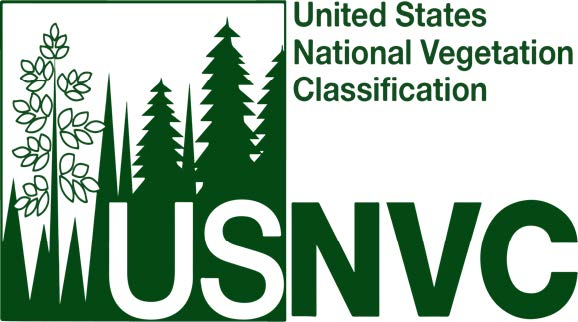 United States
National Vegetation
Classification
USNVC